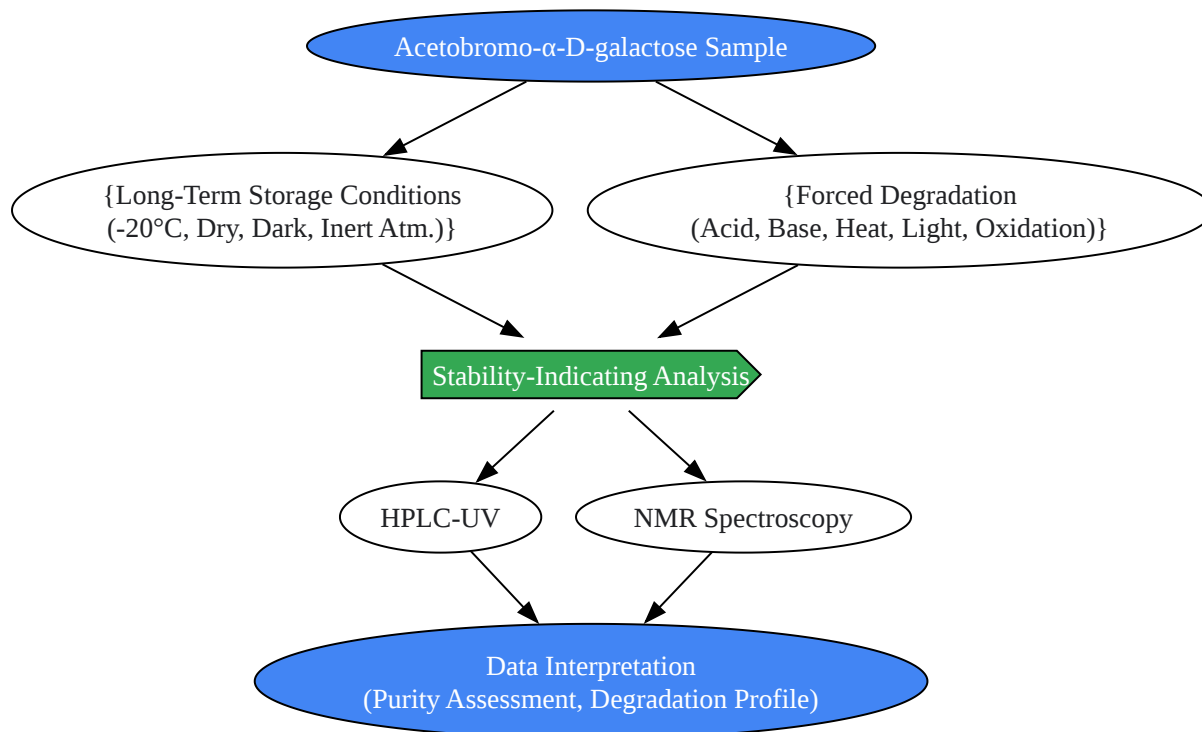 Acetobromo-α-D-galactose Sample
{Long-Term Storage Conditions
(-20°C, Dry, Dark, Inert Atm.)}
{Forced Degradation
(Acid, Base, Heat, Light, Oxidation)}
Stability-Indicating Analysis
HPLC-UV
NMR Spectroscopy
Data Interpretation
(Purity Assessment, Degradation Profile)